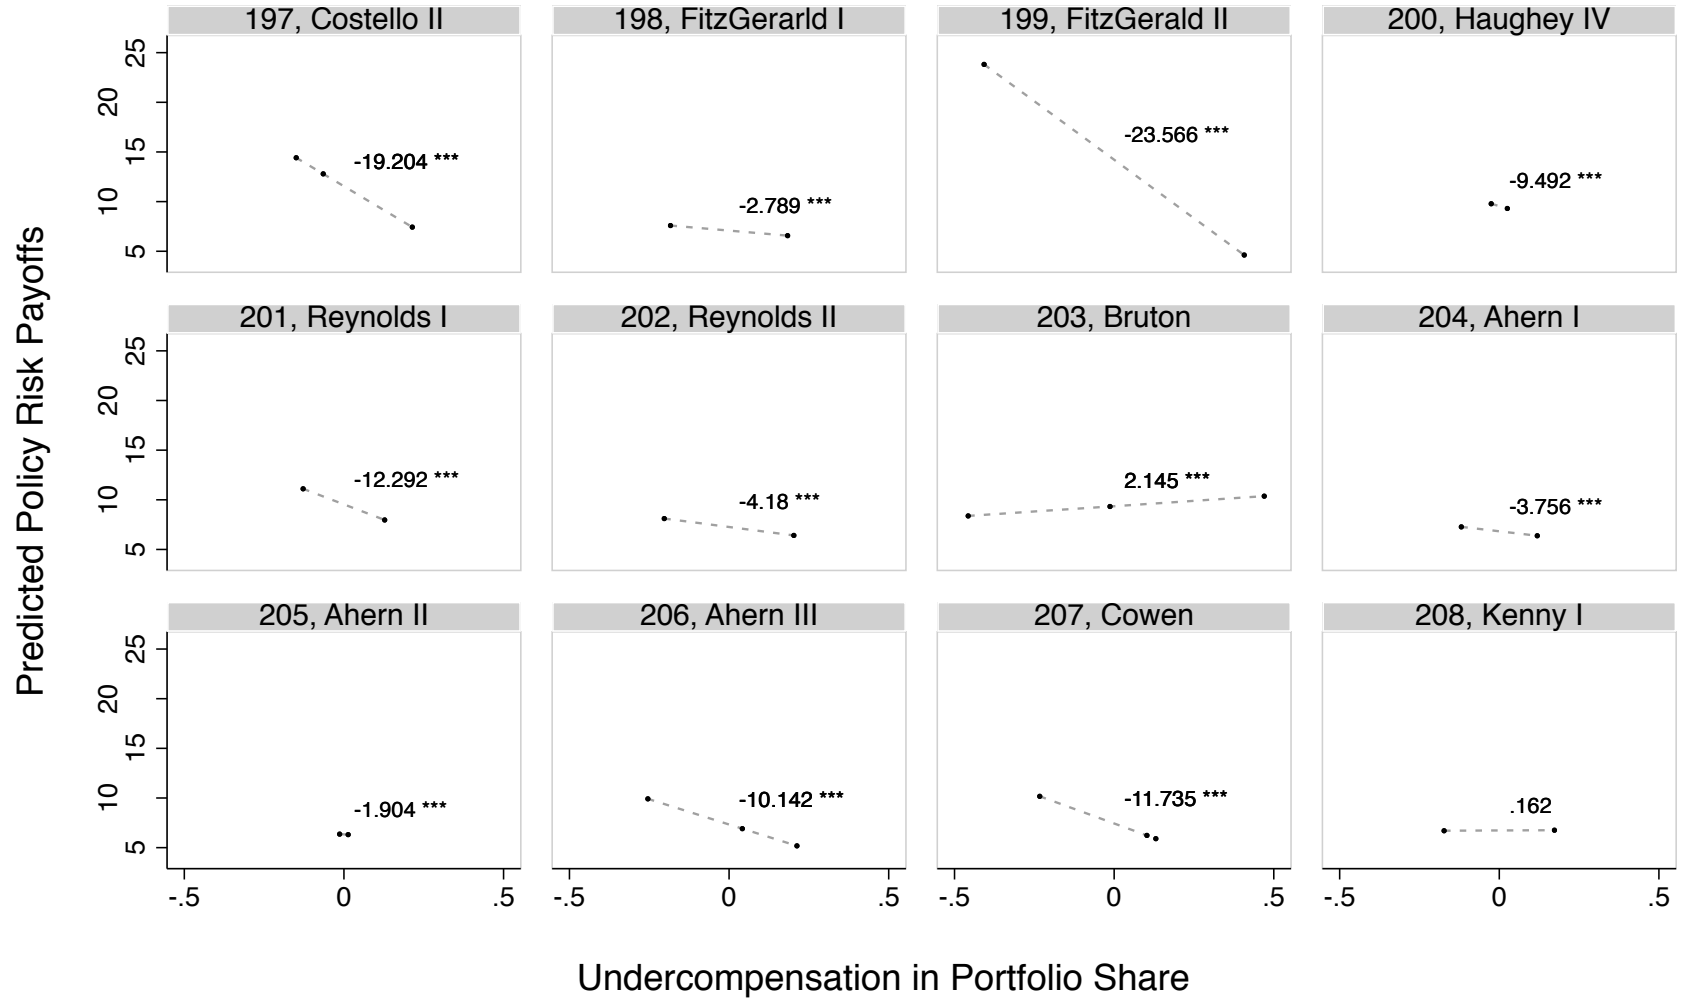 197, Costello II
198, FitzGerarld I
199, FitzGerald II
200, Haughey IV
25
20
15
10
5
-19.204 ***
-2.789 ***
-23.566 ***
-9.492 ***
201, Reynolds I
202, Reynolds II
203, Bruton
204, Ahern I
25
20
15
10
5
-12.292 ***
-4.18 ***
2.145 ***
-3.756 ***
205, Ahern II
206, Ahern III
207, Cowen
208, Kenny I
25
20
15
10
5
-1.904 ***
-10.142 ***
-11.735 ***
.162
-.5 0 .5
-.5 0 .5
-.5 0 .5
-.5 0 .5
Predicted Policy Risk Payoffs
Undercompensation in Portfolio Share